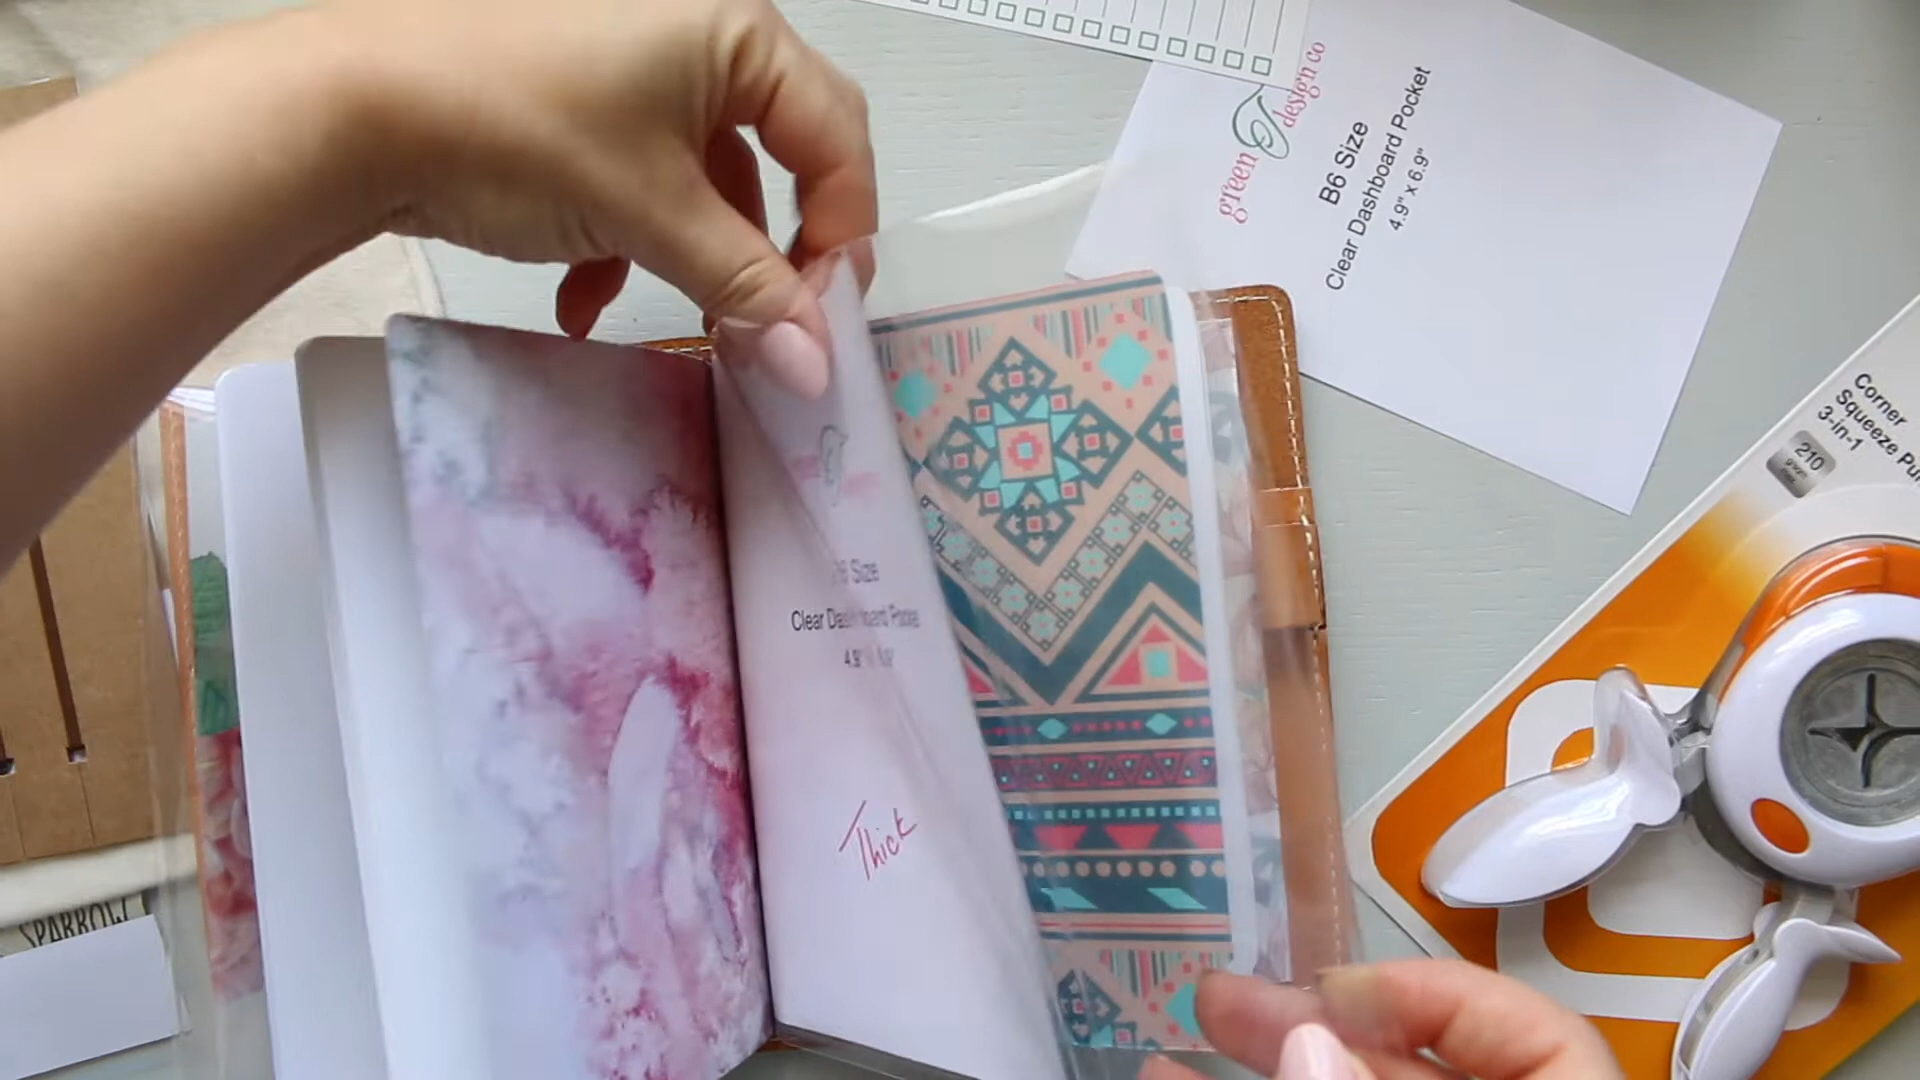 green design co
B6 Size
Clear Dashboard Pocket
4.9" x 6.9"
Corner
Squeeze
3-in-1
210
Size
Clear Dashboard
Thick
SPARROW